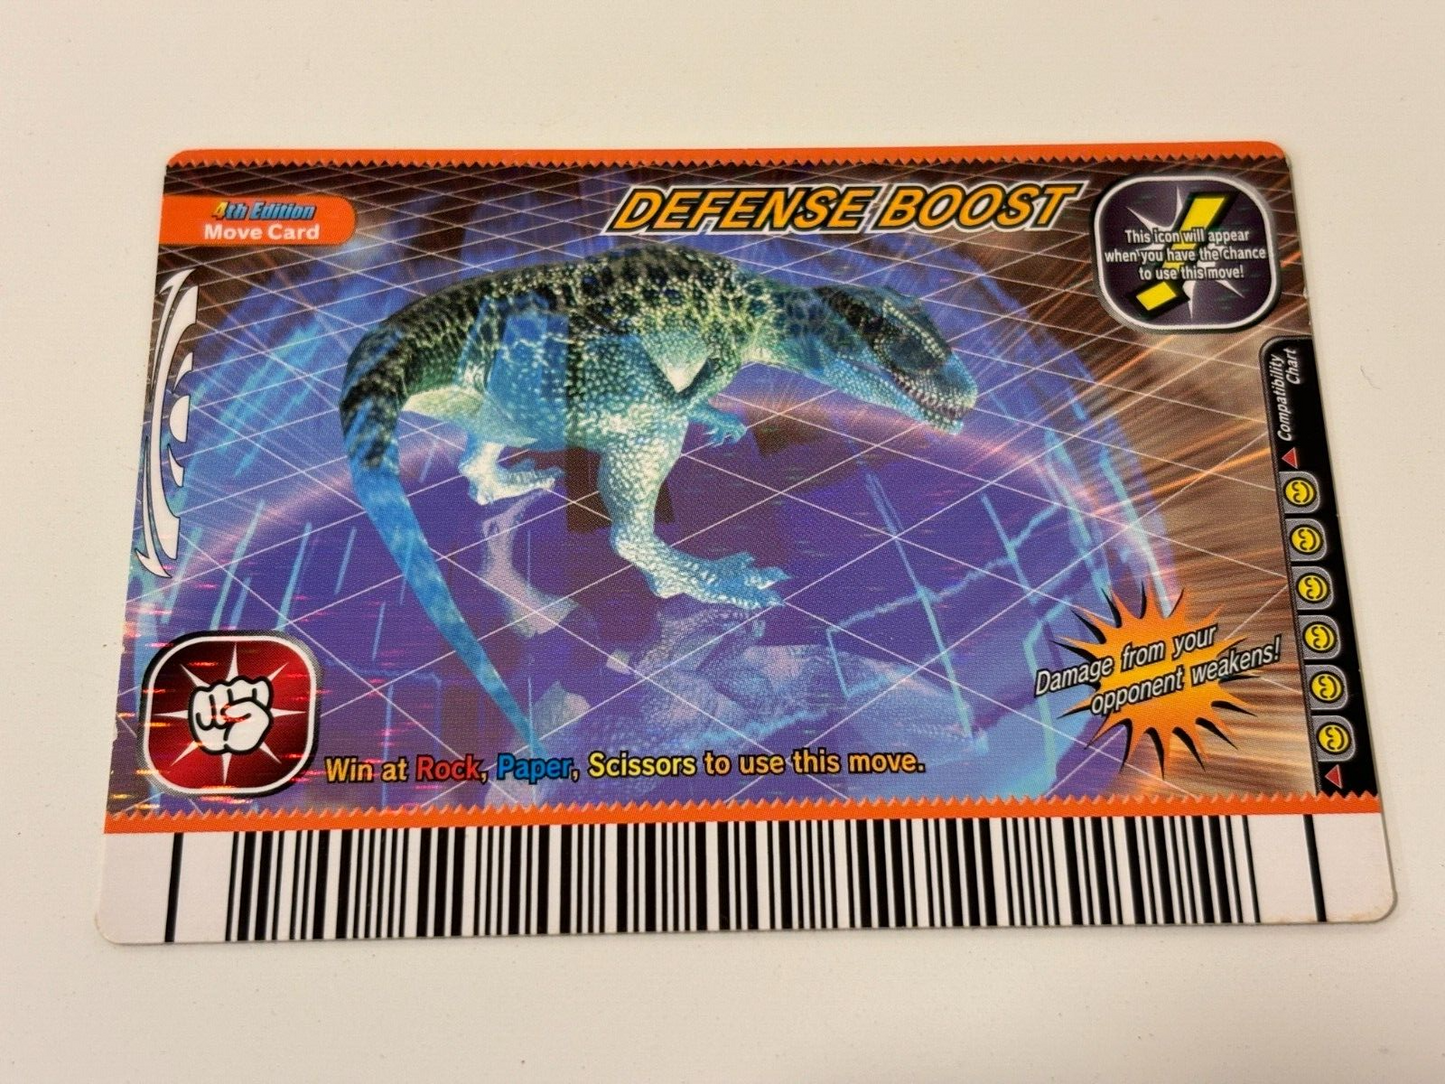 4th Edition
Move Card
DEFENSE BOOST
This icon will appear
when you have the chance
to use this move!
Compatibility
Chart
Damage from your
opponent weakens!
Win at Rock, Paper, Scissors to use this move.